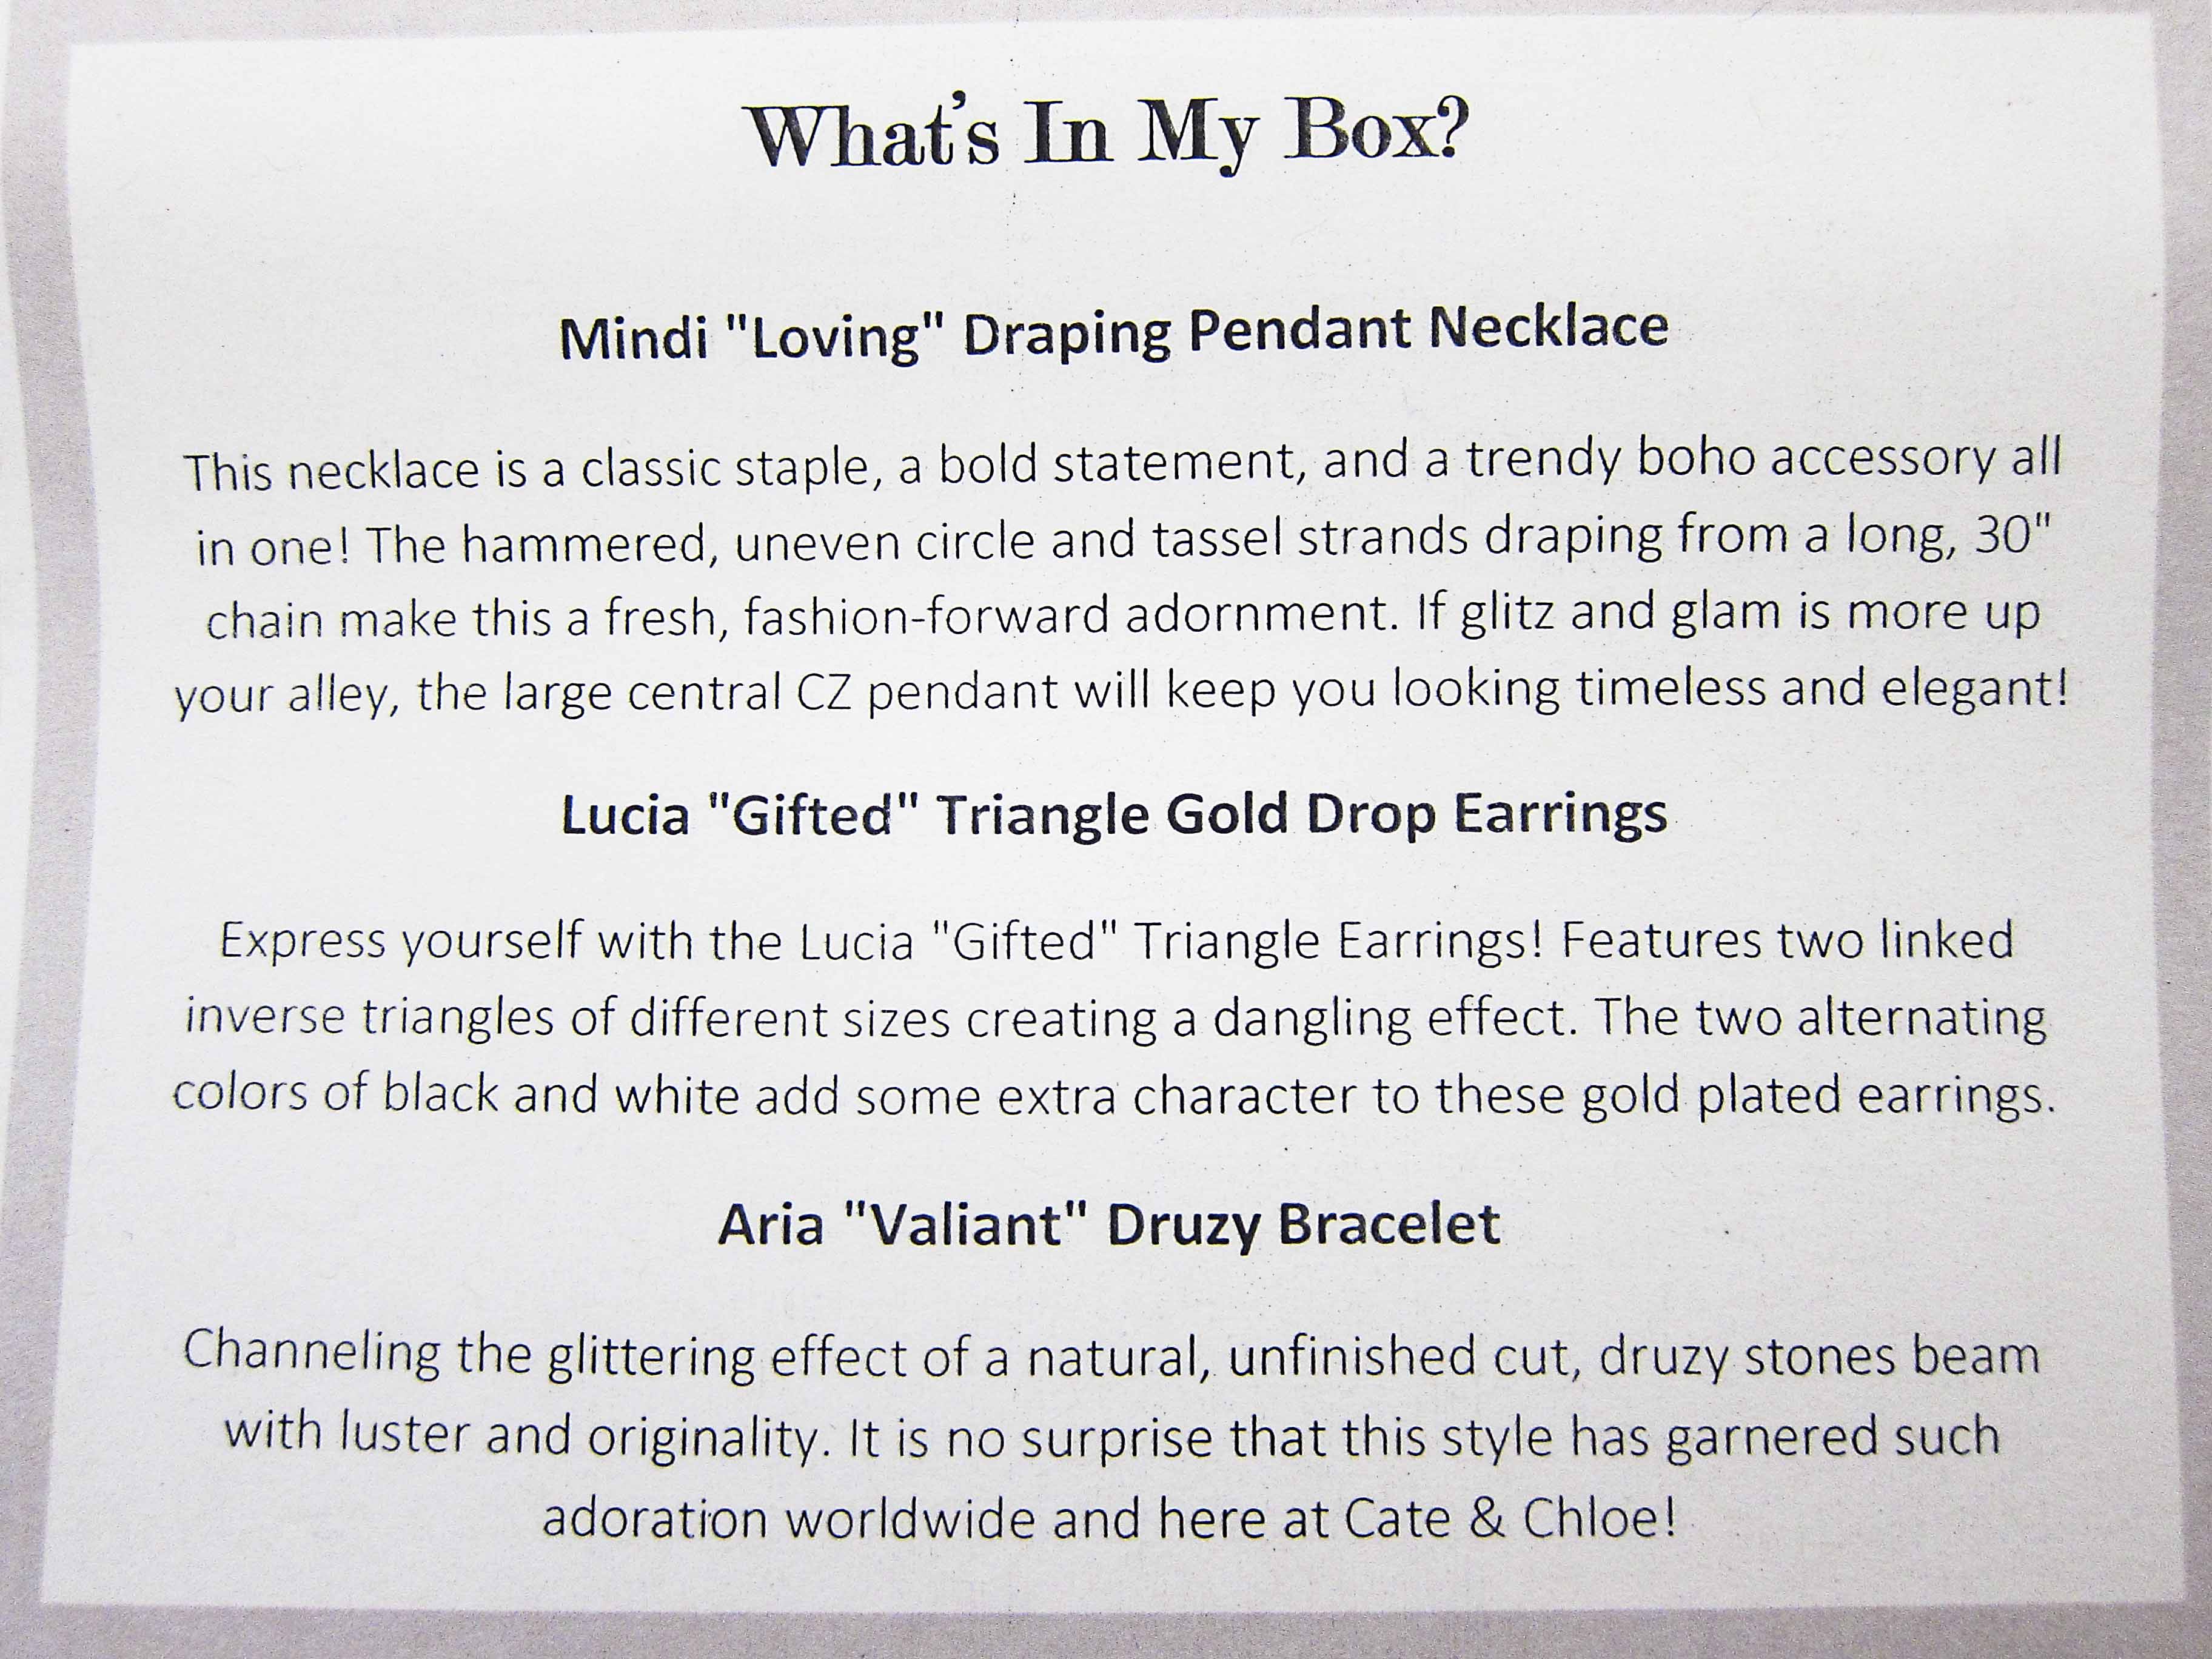 What's In My Box?
Mindi "Loving" Draping Pendant Necklace
This necklace is a classic staple, a bold statement, and a trendy boho accessory all
in one! The hammered, uneven circle and tassel strands draping from a long, 30"
chain make this a fresh, fashion-forward adornment. If glitz and glam is more up
your alley, the large central CZ pendant will keep you looking timeless and elegant!
Lucia "Gifted" Triangle Gold Drop Earrings
Express yourself with the Lucia "Gifted" Triangle Earrings! Features two linked
inverse triangles of different sizes creating a dangling effect. The two alternating
colors of black and white add some extra character to these gold plated earrings.
Aria "Valiant" Druzy Bracelet
Channeling the glittering effect of a natural, unfinished cut, druzy stones beam
with luster and originality. It is no surprise that this style has garnered such
adoration worldwide and here at Cate & Chloe!